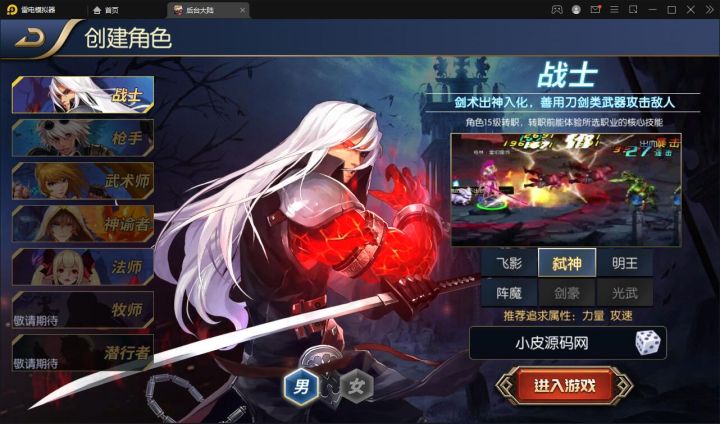 雷电模拟器
首页
后台大陆
创建角色
战士
枪手
武术师
神谕者
法师
牧师
敬请期待
潜行者
敬请期待
战士
剑术出神入化，善用刀剑类武器攻击敌人
角色15级转职，转职前能体验所选职业的核心技能
飞影
弑神
明王
阵魔
剑豪
光武
推荐追求属性：力量 攻速
小皮源码网
男
女
进入游戏